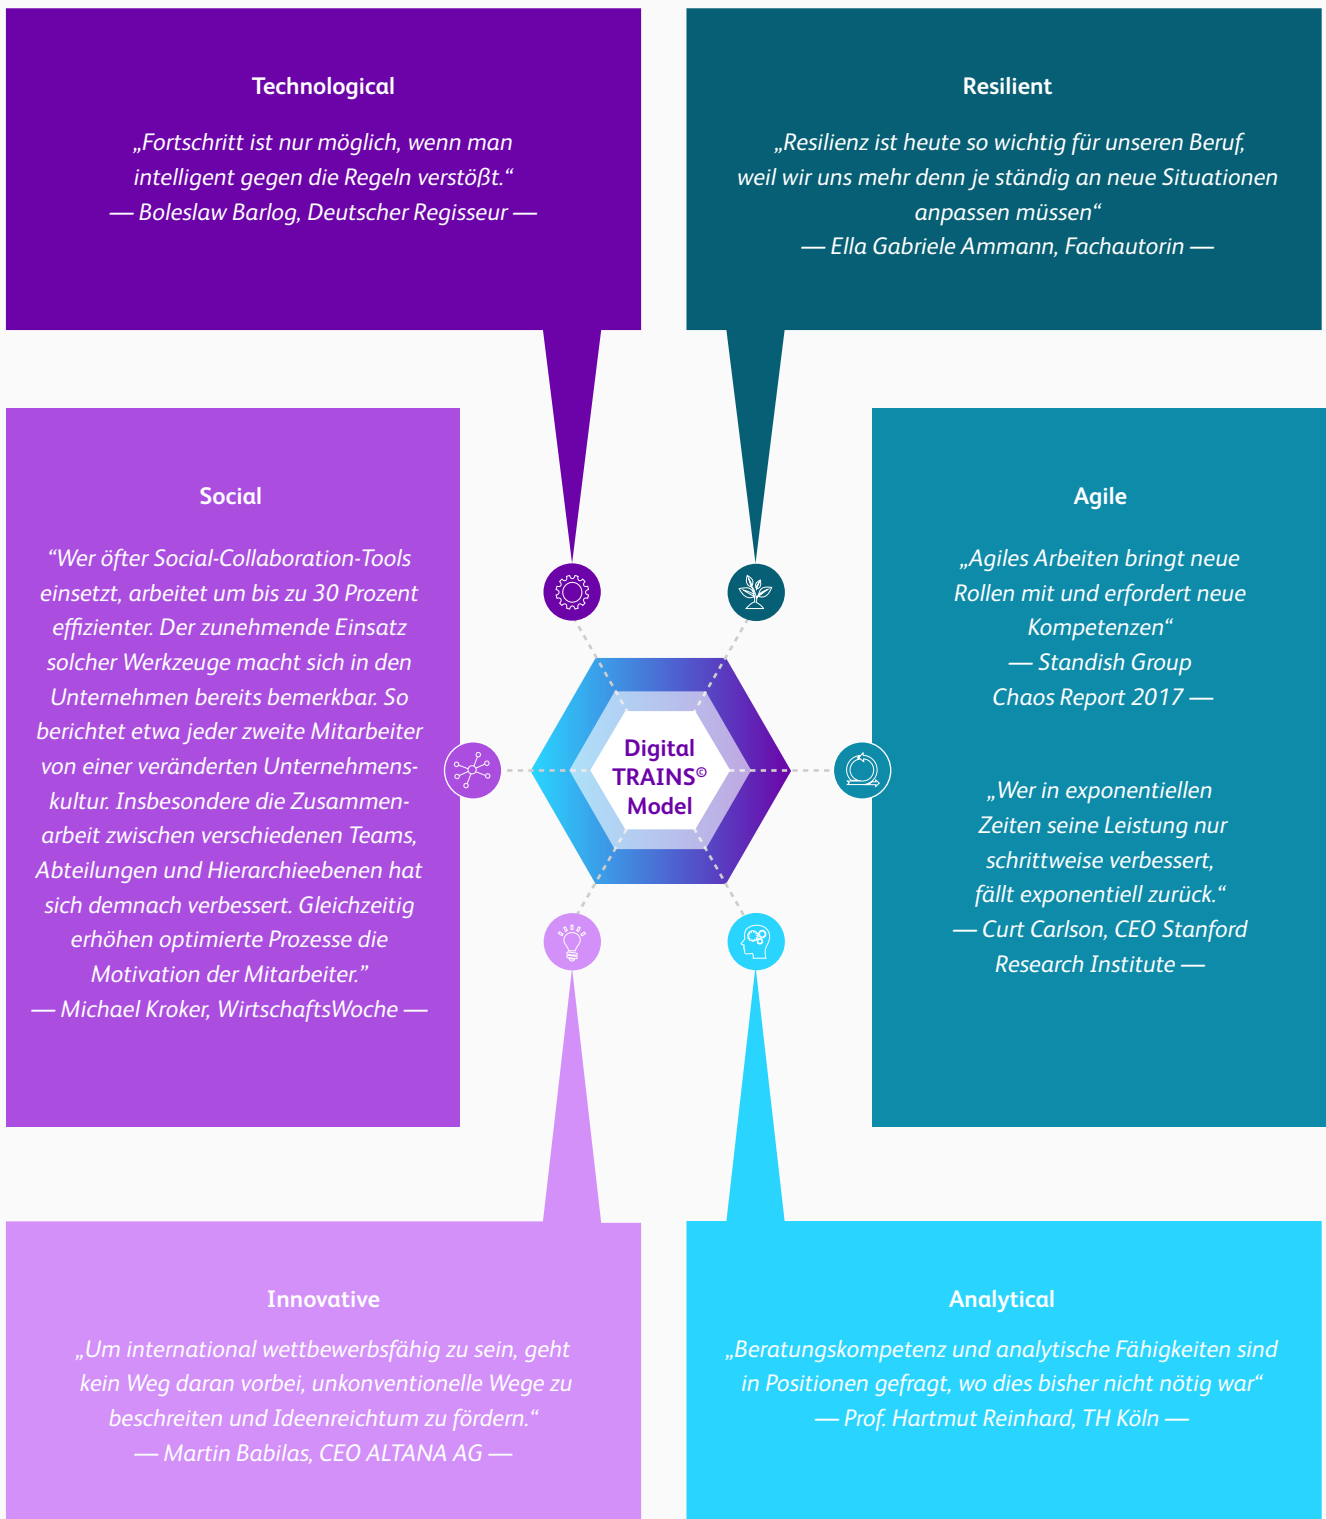 Technological
„Fortschritt ist nur möglich, wenn man
intelligent gegen die Regeln verstößt.“
— Boleslaw Barlog, Deutscher Regisseur —
Resilient
„Resilienz ist heute so wichtig für unseren Beruf,
weil wir uns mehr denn je ständig an neue Situationen
anpassen müssen“
— Ella Gabriele Ammann, Fachautorin —
Social
“Wer öfter Social-Collaboration-Tools
einsetzt, arbeitet um bis zu 30 Prozent
effizienter. Der zunehmende Einsatz
solcher Werkzeuge macht sich in den
Unternehmen bereits bemerkbar. So
berichtet etwa jeder zweite Mitarbeiter
von einer veränderten Unternehmens-
kultur. Insbesondere die Zusammen-
arbeit zwischen verschiedenen Teams,
Abteilungen und Hierarchieebenen hat
sich demnach verbessert. Gleichzeitig
erhöhen optimierte Prozesse die
Motivation der Mitarbeiter.”
— Michael Kroker, WirtschaftsWoche —
Digital
TRAINS©
Model
Agile
„Agiles Arbeiten bringt neue
Rollen mit und erfordert neue
Kompetenzen“
— Standish Group
Chaos Report 2017 —
„Wer in exponentiellen
Zeiten seine Leistung nur
schrittweise verbessert,
fällt exponentiell zurück.“
— Curt Carlson, CEO Stanford
Research Institute —
Innovative
„Um international wettbewerbsfähig zu sein, geht
kein Weg daran vorbei, unkonventionelle Wege zu
beschreiten und Ideenreichtum zu fördern.“
— Martin Babilas, CEO ALTANA AG —
Analytical
„Beratungskompetenz und analytische Fähigkeiten sind
in Positionen gefragt, wo dies bisher nicht nötig war“
— Prof. Hartmut Reinhard, TH Köln —